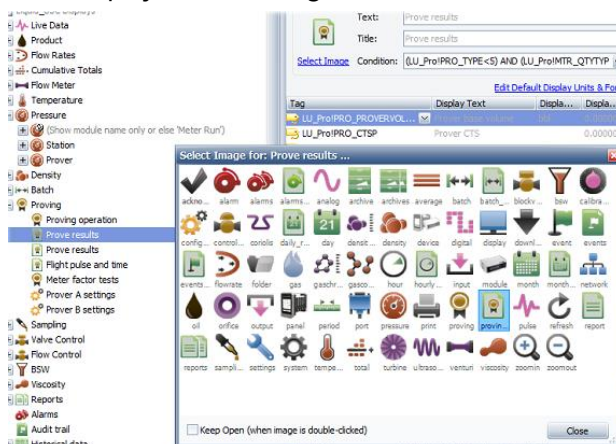 Live Data
Product
Flow Rates
Cumulative Totals
Flow Meter
Temperature
Pressure
(Show module name only or else 'Meter Run')
Station
Prover
Density
Batch
Proving
Proving operation
Prove results
Prove results
Flight pulse and time
Meter factor tests
Prover A settings
Prover B settings
Sampling
Valve Control
Flow Control
BSW
Viscosity
Reports
Alarms
Audit trail
Historical data
Text: Prove results
Title: Prove results
Select Image Condition: (LU_Pro!PRO_TYPE<5) AND (LU_Pro!MTR_QTYTYP
Edit Default Display Units & Fo
Tag Display Text Displa... Displa...
LU_Pro!PRO_PROVERVOL... Prover base volume bbl 0.00000
LU_Pro!PRO_CTSP Prover CTS 0.00000
Select Image for: Prove results ...
ackno... alarm alarms alarms... analog archive archives average batch batch_... blockv... bsw calibra...
config... control... coriolis daily_r... day densit... density device digital display downl... event events
events... flowrate folder gas gaschr... gasco... hour hourly... input module month month... network
oil orifice output panel period port pressure print proving provin... pulse refresh report
reports sampli... settings system tempe... total turbine ultraso... venturi viscosity zoomin zoomout
Keep Open (when image is double-clicked)
Close